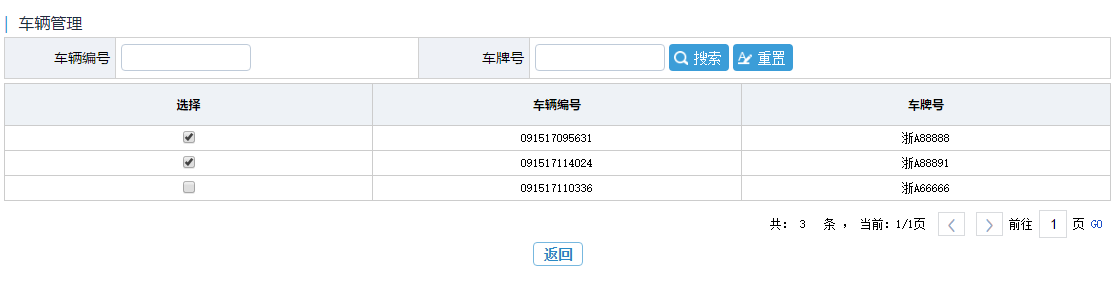 车辆管理
车辆编号 车牌号 搜索 重置
选择 车辆编号 车牌号
091517095631 浙A88888
091517114024 浙A88891
091517110336 浙A66666
共： 3 条 ， 当前：1/1页 前往 1 页 GO
返回